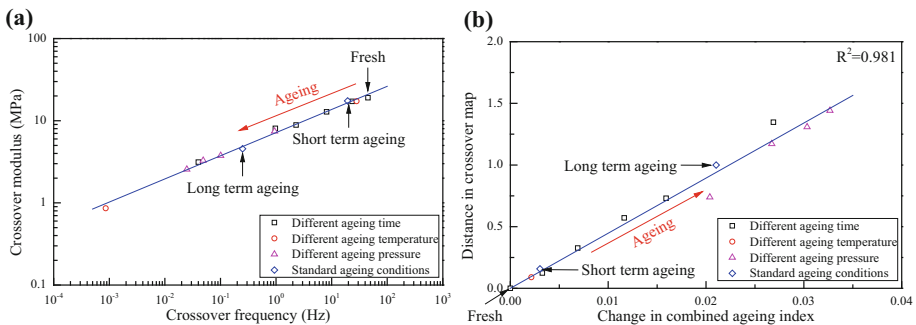 (a)
Crossover modulus (MPa)
100
10
1
0.1
Fresh
Ageing
Short term ageing
Long term ageing
Different ageing time
Different ageing temperature
Different ageing pressure
Standard ageing conditions
10⁻⁴ 10⁻³ 10⁻² 10⁻¹ 10⁰ 10¹ 10² 10³
Crossover frequency (Hz)
(b)
Distance in crossover map
2.0
1.5
1.0
0.5
0.0
R²=0.981
Long term ageing
Ageing
Short term ageing
Different ageing time
Different ageing temperature
Different ageing pressure
Standard ageing conditions
0.00 0.01 0.02 0.03 0.04
Fresh
Change in combined ageing index